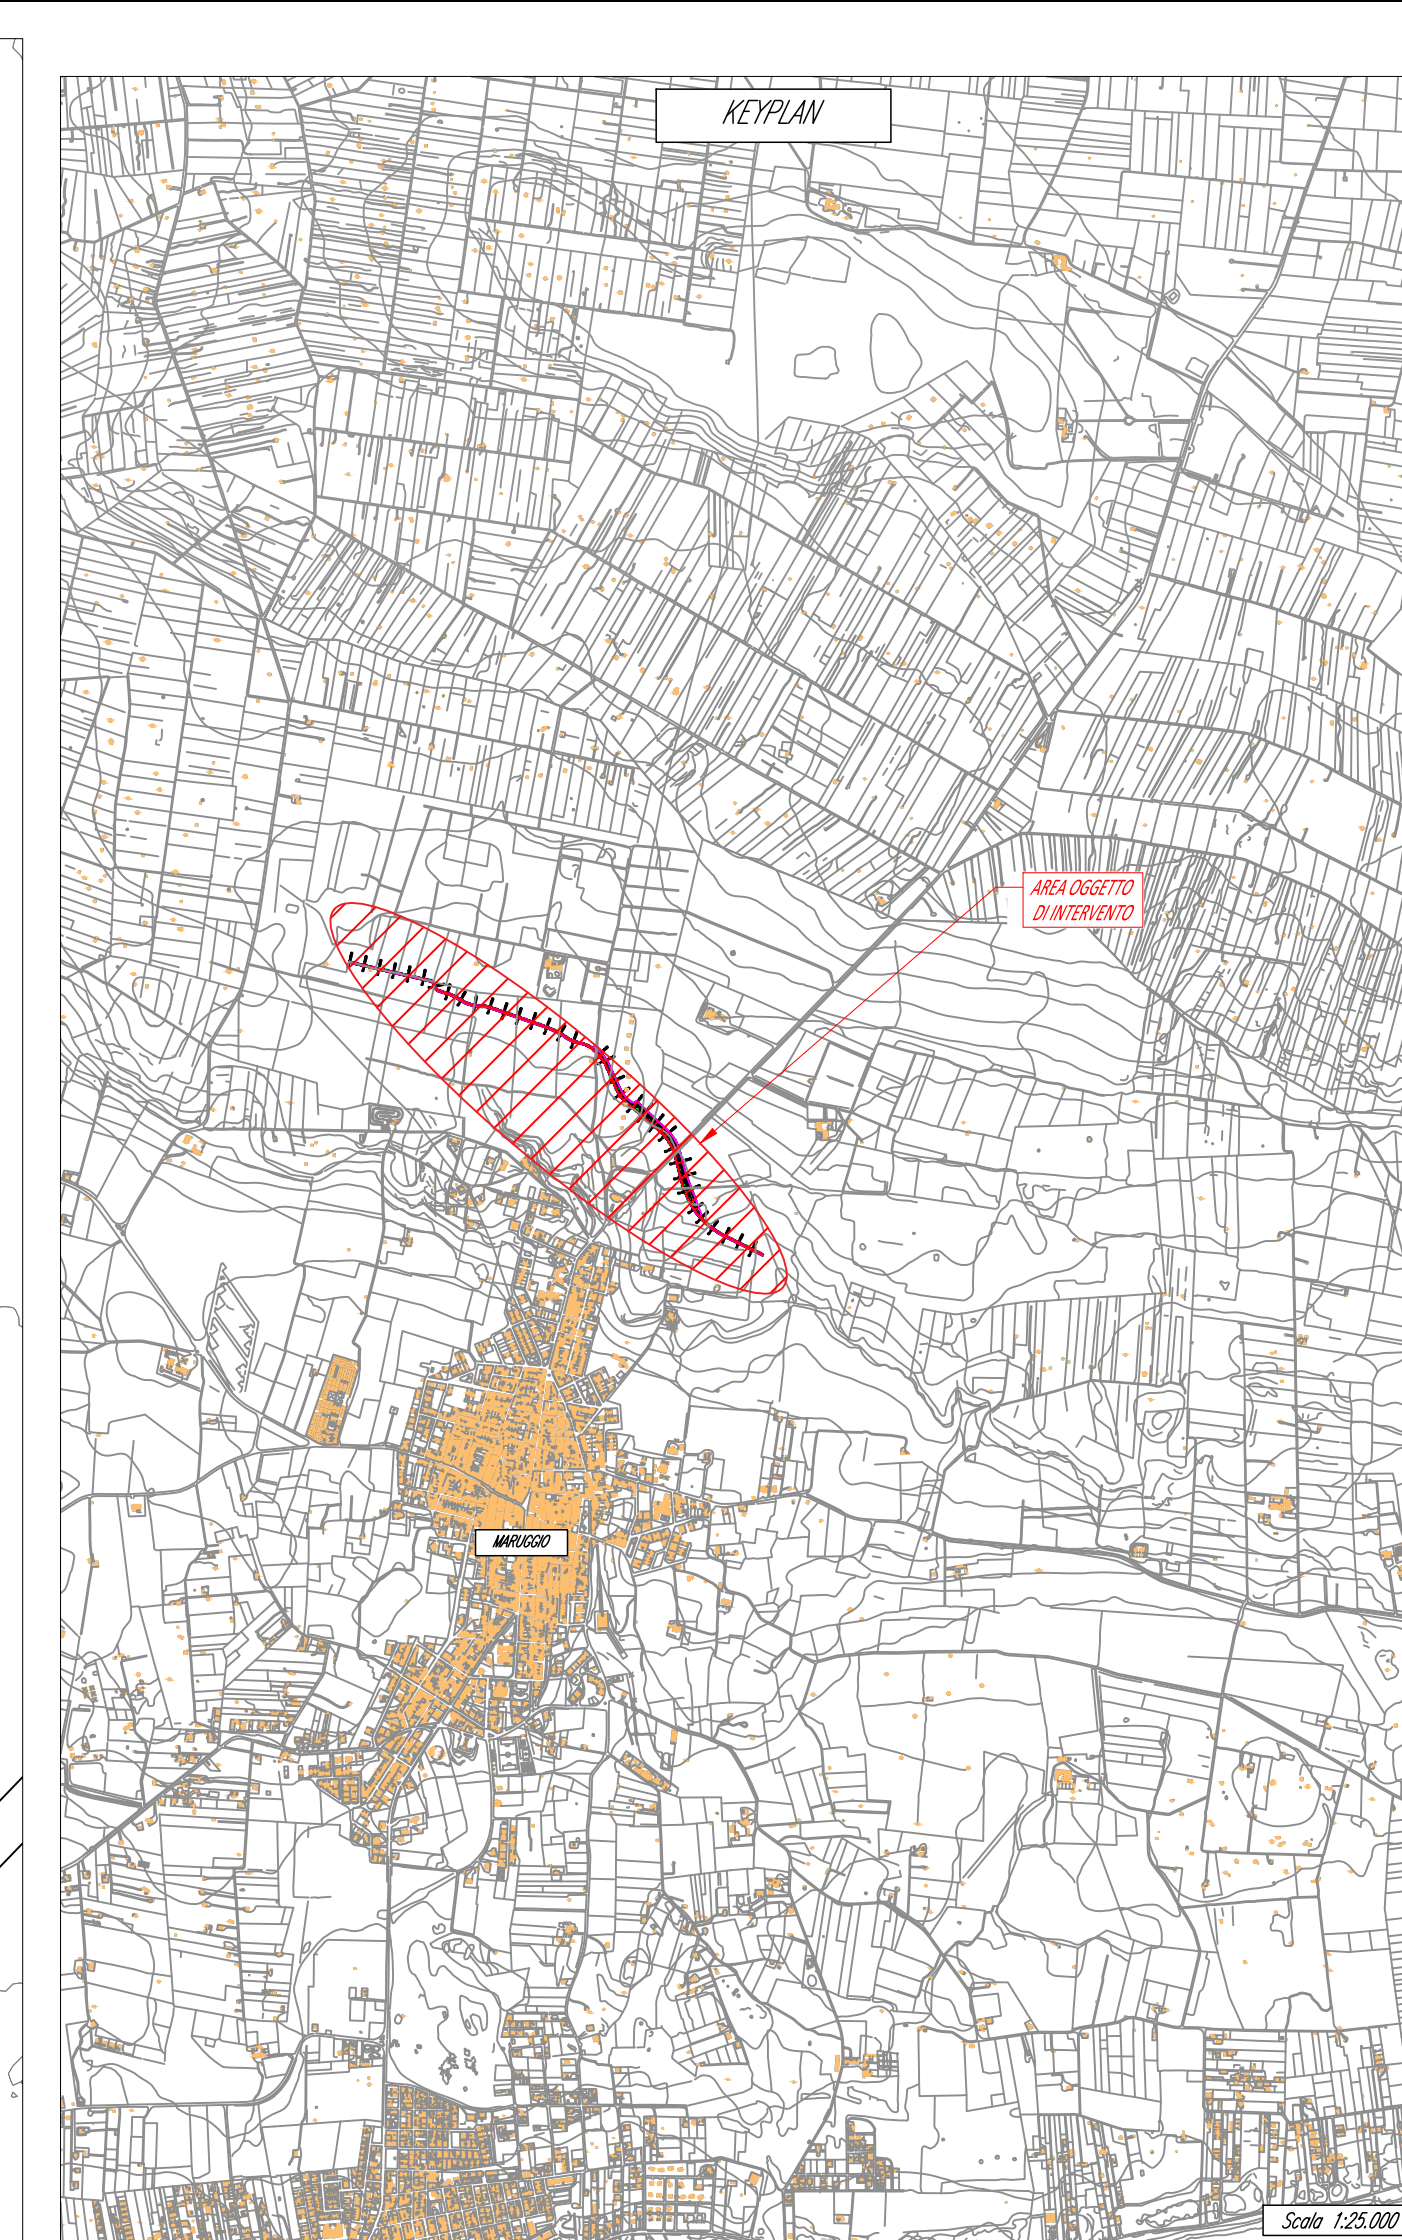 KEYPLAN
AREA OGGETTO
DI INTERVENTO
MARUGGIO
Scala 1:25.000